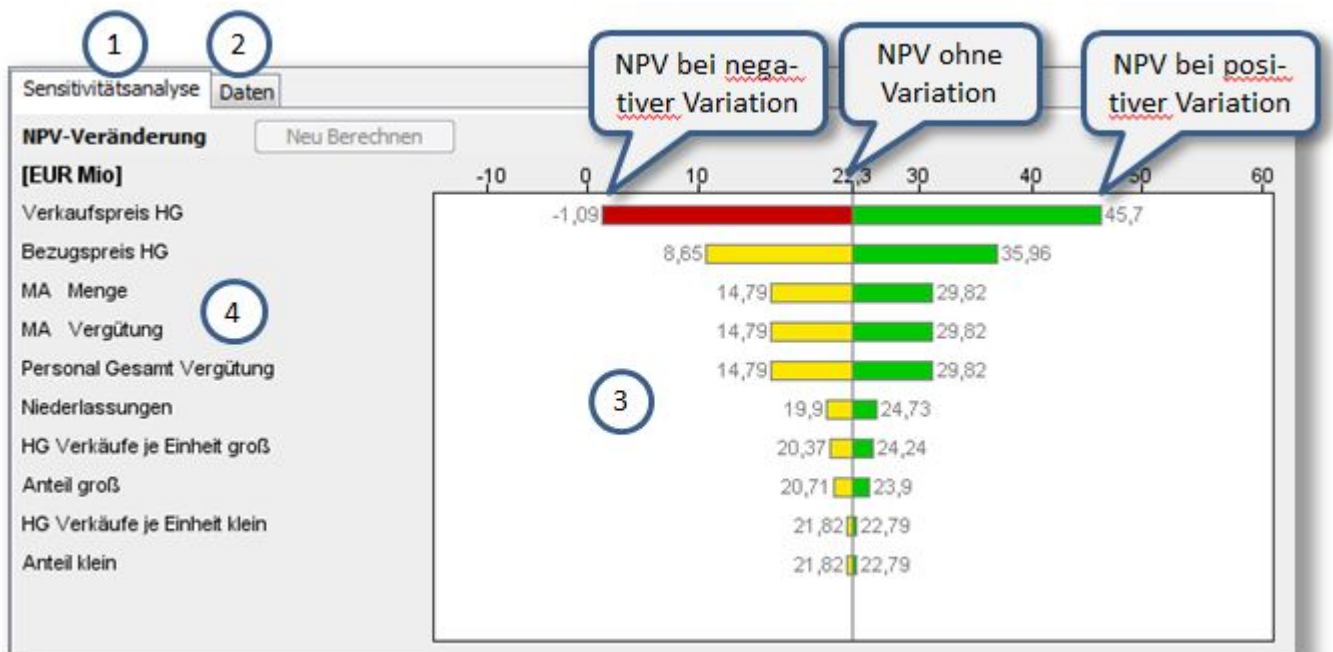 1
2
NPV bei nega-
tiver Variation
NPV ohne
Variation
NPV bei posi-
tiver Variation
Sensitivitätsanalyse
Daten
NPV-Veränderung
Neu Berechnen
[EUR Mio]
-10 0 10 22,3 30 40 50 60
Verkaufspreis HG -1,09 45,7
Bezugspreis HG 8,65 35,96
MA Menge 14,79 29,82
4
MA Vergütung 14,79 29,82
Personal Gesamt Vergütung 14,79 29,82
3
Niederlassungen 19,9 24,73
HG Verkäufe je Einheit groß 20,37 24,24
Anteil groß 20,71 23,9
HG Verkäufe je Einheit klein 21,82 22,79
Anteil klein 21,82 22,79